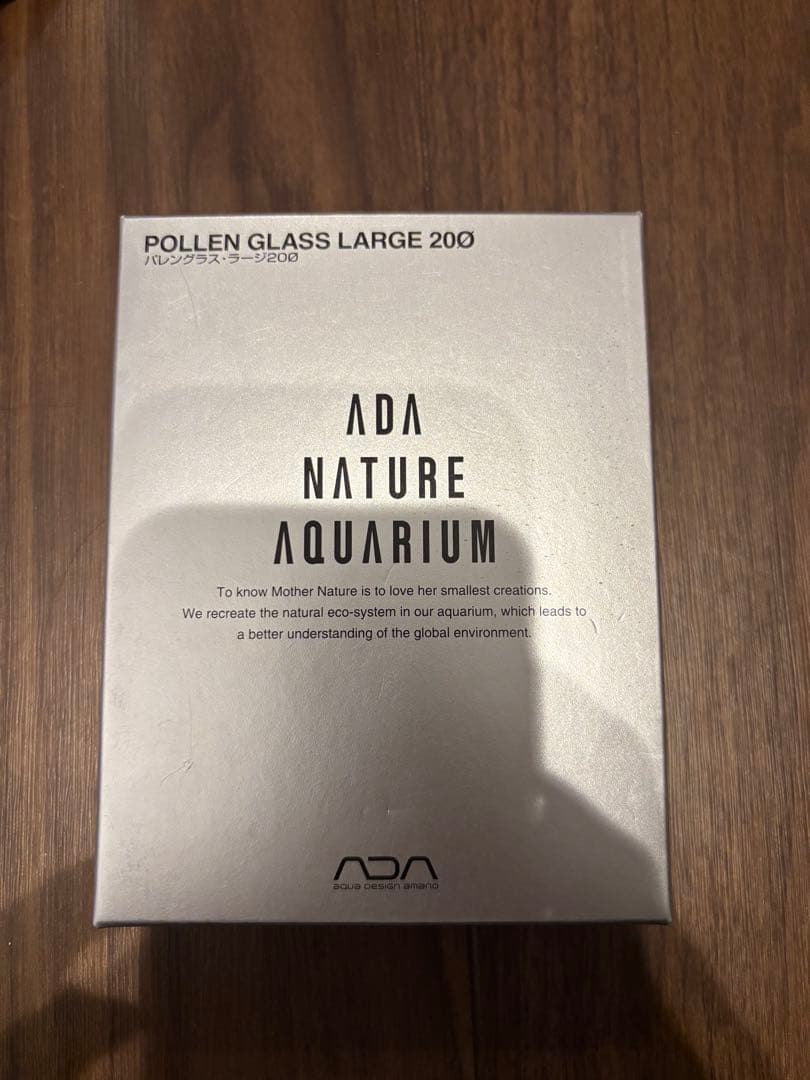 POLLEN GLASS LARGE 20Ø
パレングラス・ラージ20Ø
ADA
NATURE
AQUARIUM
To know Mother Nature is to love her smallest creations.
We recreate the natural eco-system in our aquarium, which leads to
a better understanding of the global environment.
ADA
aqua design amano